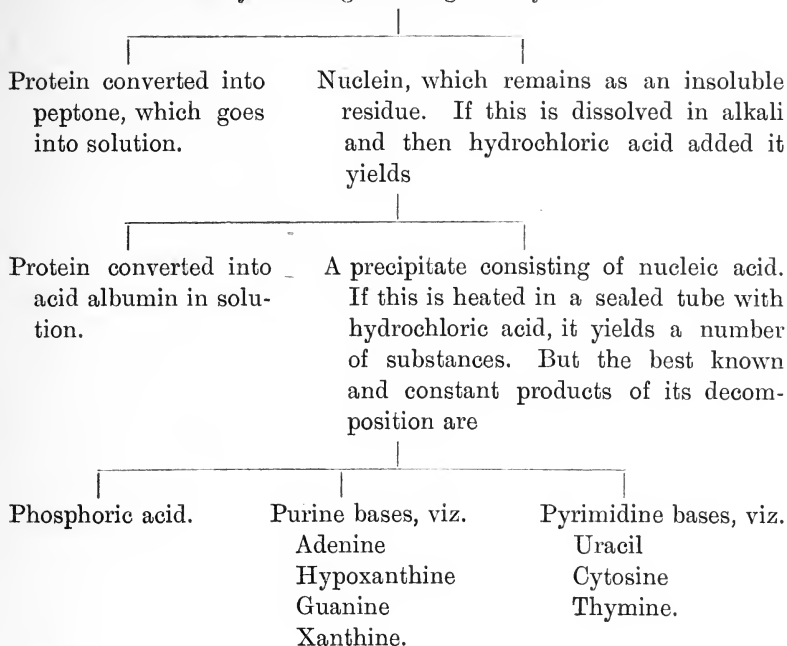 Protein converted into
peptone, which goes
into solution.
Nuclein, which remains as an insoluble
residue. If this is dissolved in alkali
and then hydrochloric acid added it
yields
Protein converted into
acid albumin in solu-
tion.
A precipitate consisting of nucleic acid.
If this is heated in a sealed tube with
hydrochloric acid, it yields a number
of substances. But the best known
and constant products of its decom-
position are
Phosphoric acid.
Purine bases, viz.
Adenine
Hypoxanthine
Guanine
Xanthine.
Pyrimidine bases, viz.
Uracil
Cytosine
Thymine.